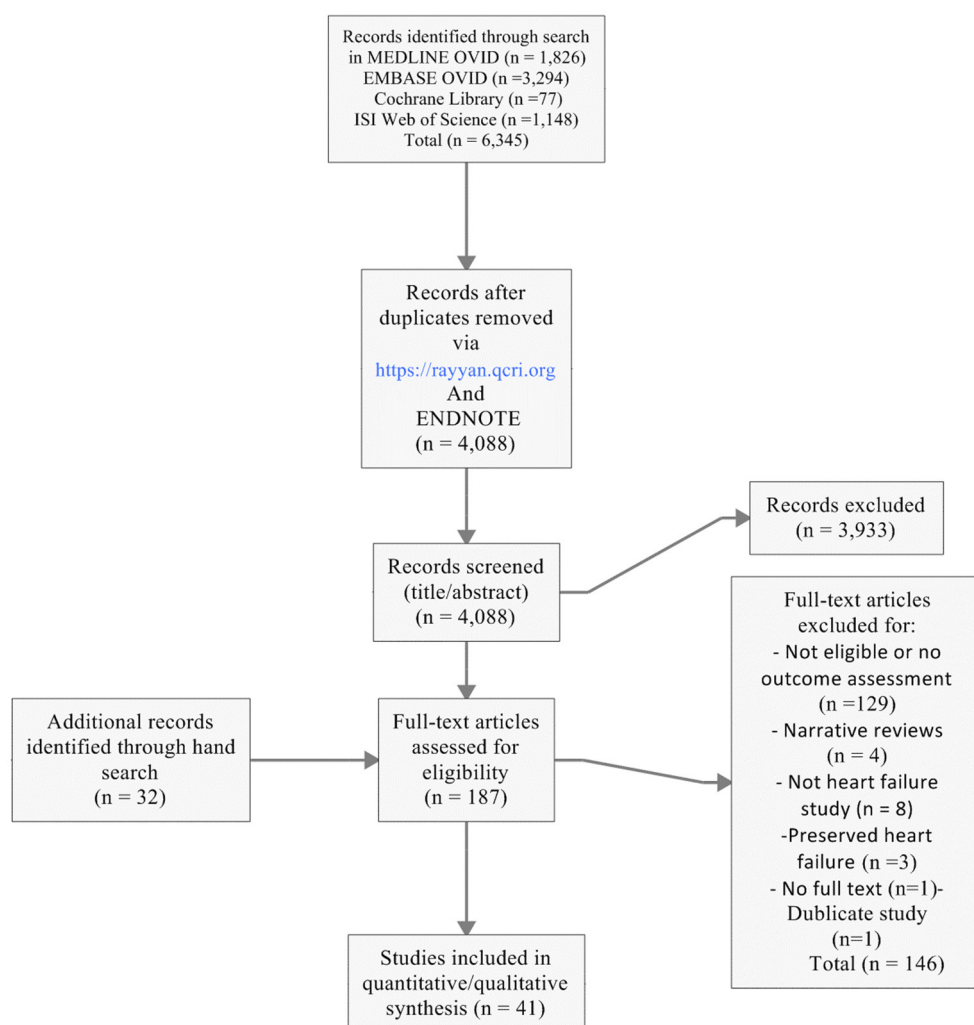 Records identified through search
in MEDLINE OVID (n = 1,826)
EMBASE OVID (n =3,294)
Cochrane Library (n =77)
ISI Web of Science (n =1,148)
Total (n = 6,345)
Records after
duplicates removed
via
https://rayyan.qcri.org
And
ENDNOTE
(n = 4,088)
Records screened
(title/abstract)
(n = 4,088)
Records excluded
(n = 3,933)
Additional records
identified through hand
search
(n = 32)
Full-text articles
assessed for
eligibility
(n = 187)
Full-text articles
excluded for:
- Not eligible or no
outcome assessment
(n =129)
- Narrative reviews
(n = 4)
- Not heart failure
study (n = 8)
-Preserved heart
failure (n =3)
- No full text (n=1)-
Dublicate study
(n=1)
Total (n = 146)
Studies included in
quantitative/qualitative
synthesis (n = 41)